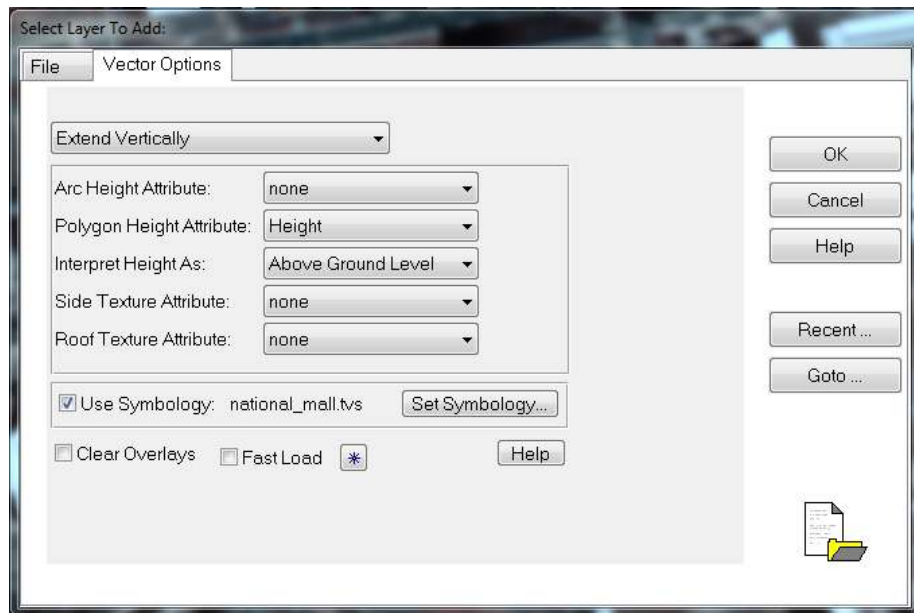 Select Layer To Add:
File Vector Options
Extend Vertically
Arc Height Attribute: none
Polygon Height Attribute: Height
Interpret Height As: Above Ground Level
Side Texture Attribute: none
Roof Texture Attribute: none
Use Symbology: national_mall.tvs Set Symbology...
Clear Overlays Fast Load * Help
OK
Cancel
Help
Recent ...
Goto ...